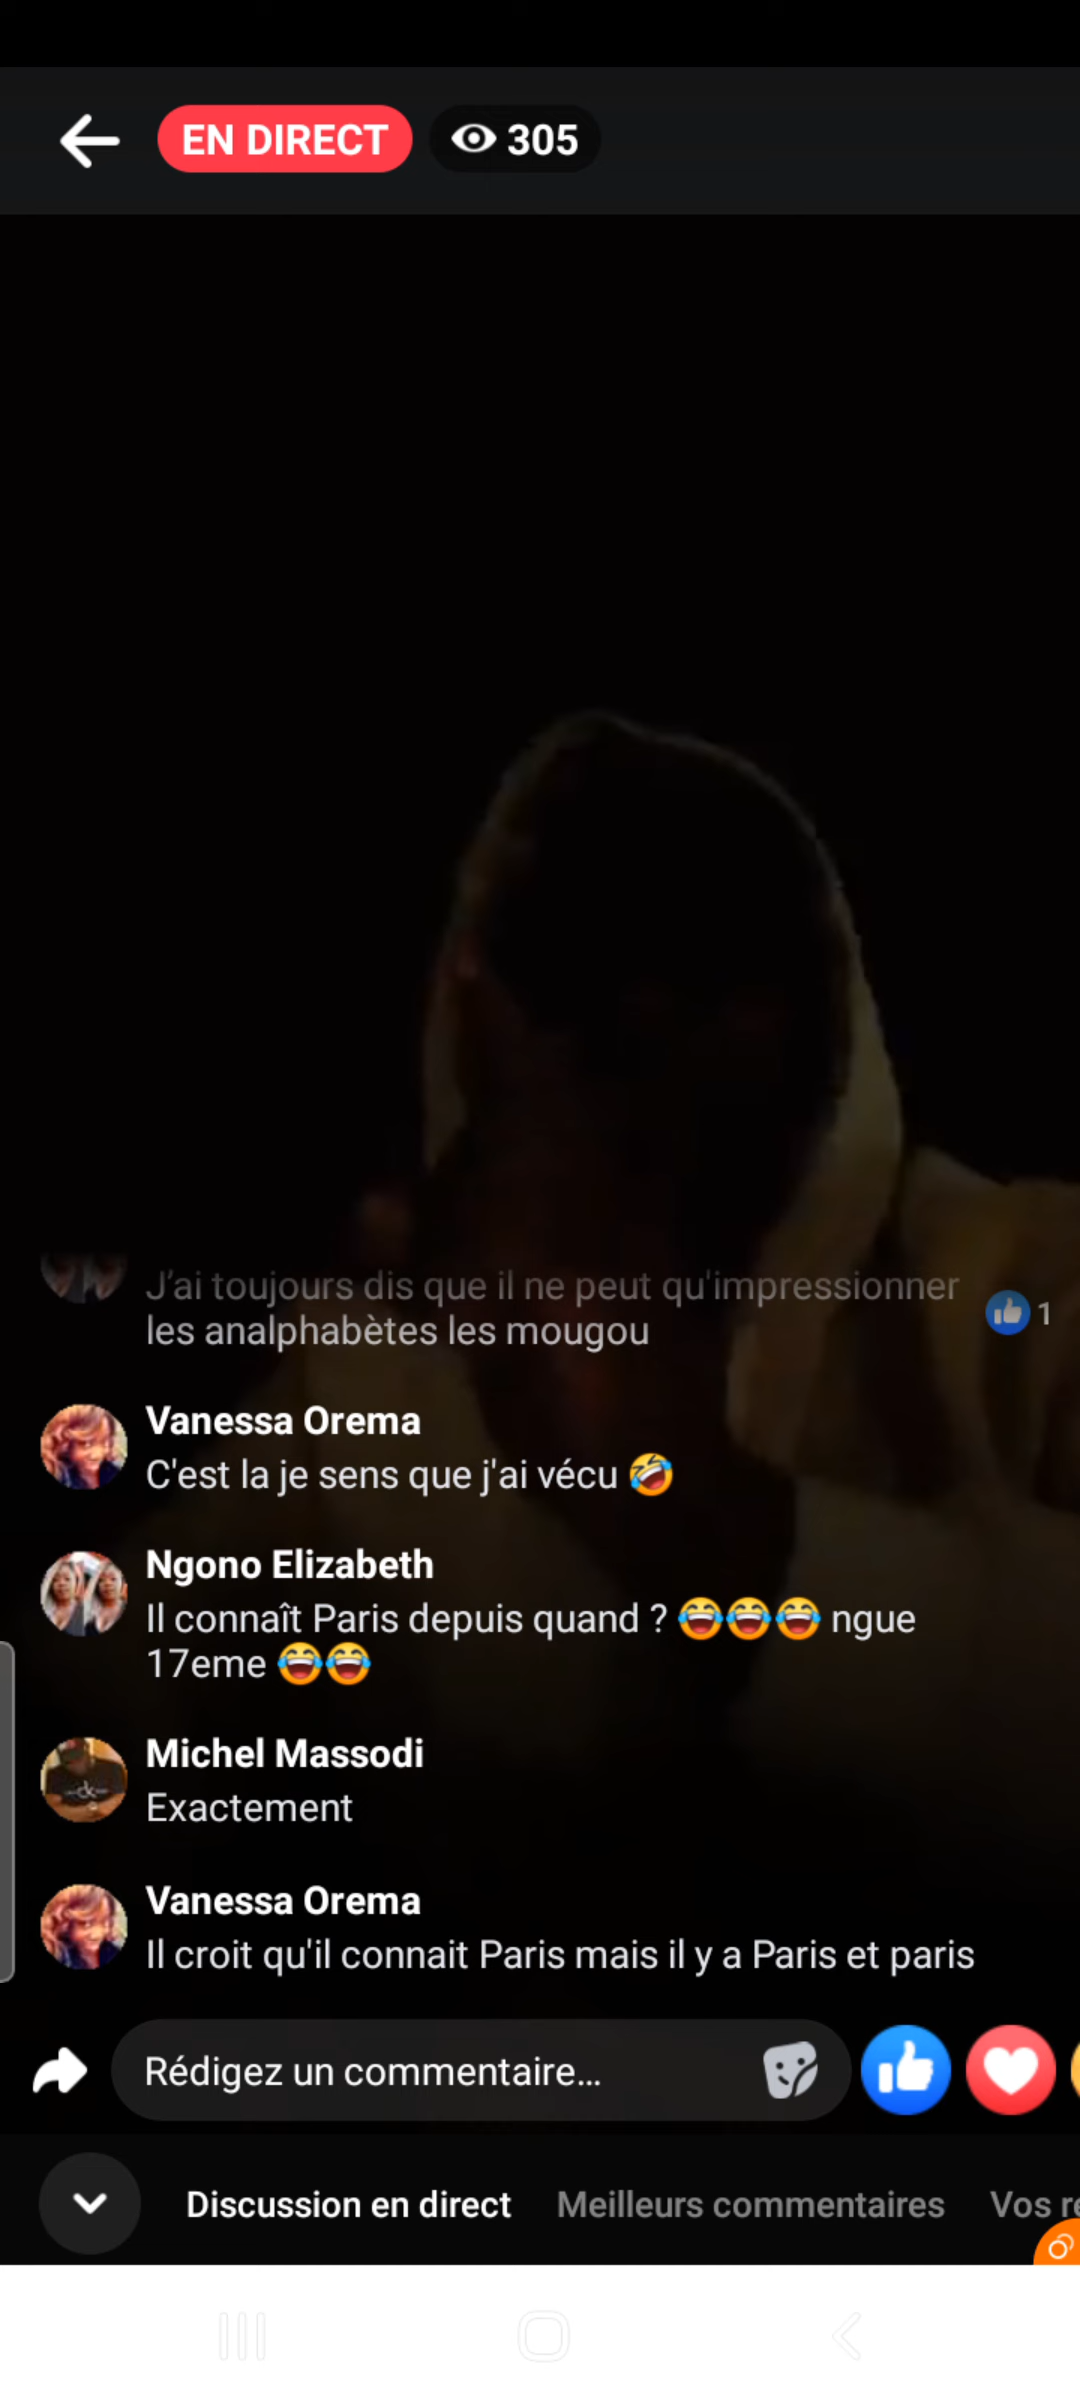 EN DIRECT 305
J'ai toujours dis que il ne peut qu'impressionner
les analphabètes les mougou
1
Vanessa Orema
C'est la je sens que j'ai vécu 🤣
Ngono Elizabeth
Il connaît Paris depuis quand ? 😂😂😂 ngue
17eme 😂😂
Michel Massodi
Exactement
Vanessa Orema
Il croit qu'il connait Paris mais il y a Paris et paris
Rédigez un commentaire...
Discussion en direct Meilleurs commentaires Vos